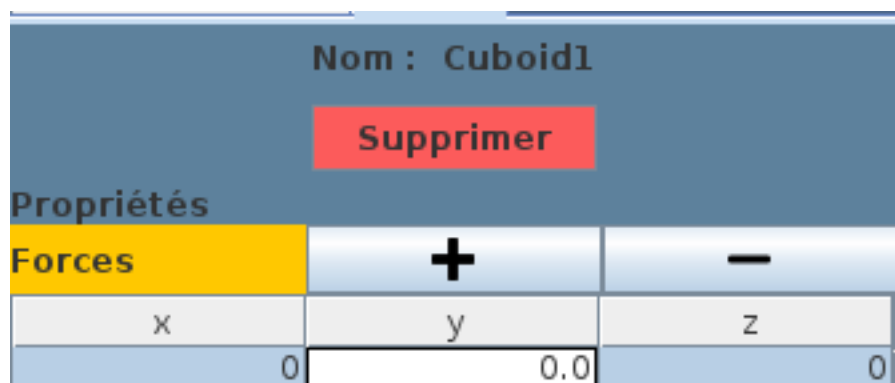 Nom : Cuboid1
Supprimer
Propriétés
Forces + −
x y z
0 0.0 0